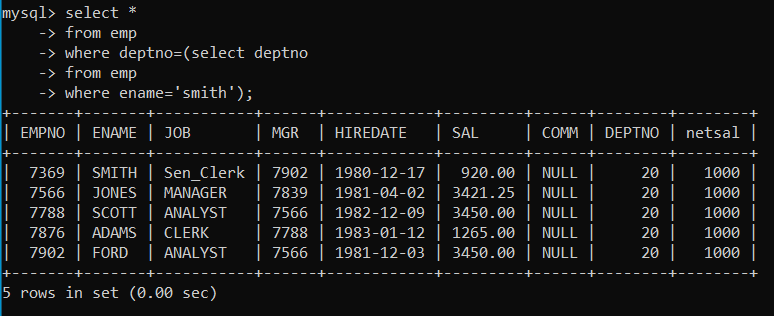 mysql> select *
    -> from emp
    -> where deptno=(select deptno
    -> from emp
    -> where ename='smith');
+-------+-------+-----------+------+------------+---------+------+--------+--------+
| EMPNO | ENAME | JOB       | MGR  | HIREDATE   | SAL     | COMM | DEPTNO | netsal |
+-------+-------+-----------+------+------------+---------+------+--------+--------+
|  7369 | SMITH | Sen_Clerk | 7902 | 1980-12-17 |  920.00 | NULL |     20 |   1000 |
|  7566 | JONES | MANAGER   | 7839 | 1981-04-02 | 3421.25 | NULL |     20 |   1000 |
|  7788 | SCOTT | ANALYST   | 7566 | 1982-12-09 | 3450.00 | NULL |     20 |   1000 |
|  7876 | ADAMS | CLERK     | 7788 | 1983-01-12 | 1265.00 | NULL |     20 |   1000 |
|  7902 | FORD  | ANALYST   | 7566 | 1981-12-03 | 3450.00 | NULL |     20 |   1000 |
+-------+-------+-----------+------+------------+---------+------+--------+--------+
5 rows in set (0.00 sec)